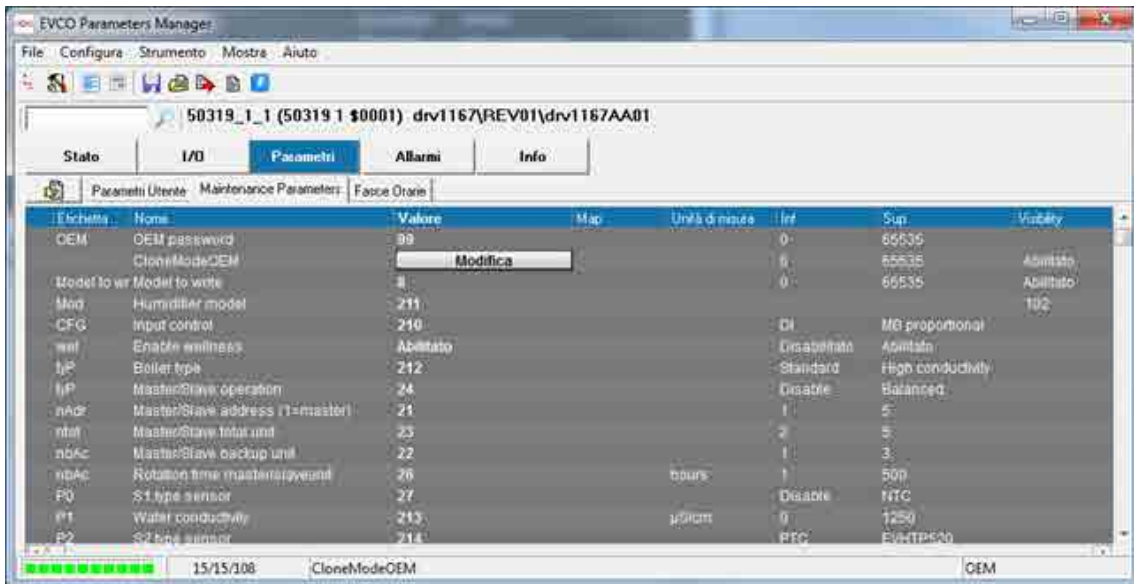 EVCO Parameters Manager
File Configura Strumento Mostra Aiuto
50319_1_1 (50319 1 $0001) drv1167\REV01\drv1167AA01
Stato I/O Parametri Allarmi Info
Parametri Utente Maintenance Parameters Fasce Orarie
Etichetta Nome Valore Map Unità di misura Inf Sup Visibility
OEM OEM password 99 0 65535
CloneModeOEM Modifica 65535 Abilitato
Model to wr Model to write 8 0 65535 Abilitato
Mod Humidifier model 211 102
CFG Input control 210 DI MB proportional
wel Enable wellness Abilitato Disabilitato Abilitato
Boiler type 212 Standard High conductivity
Master/Slave operation 24 Disable Balanced
nAdr Master/Slave address (1=master) 21 1 5
ntot Master/Slave total unit 23 2 5
nbAc Master/Slave backup unit 22 1 3
Rotation time master/slave unit 26 hours 1 500
P0 S1 type sensor 27 Disable NTC
P1 Water conductivity 213 µS/cm 0 1250
P2 S2 type sensor 214 PTC EVHTP520
15/15/108 CloneModeOEM OEM